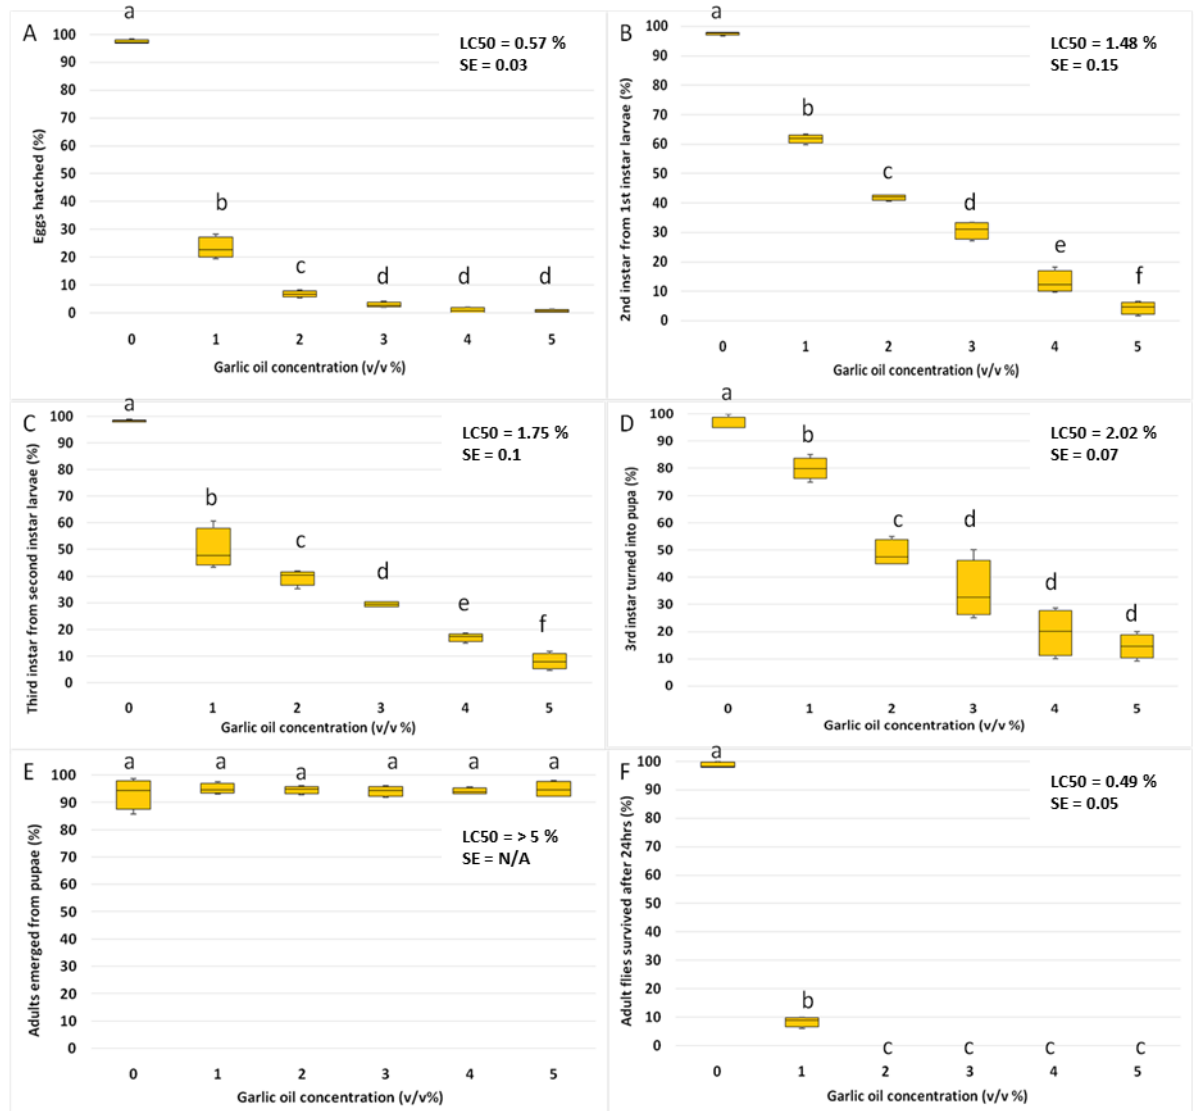 A
a
LC50 = 0.57 %
SE = 0.03
b
c
d
d
d
Eggs hatched (%)
100
90
80
70
60
50
40
30
20
10
0
0 1 2 3 4 5
Garlic oil concentration (v/v %)
B
a
LC50 = 1.48 %
SE = 0.15
b
c
d
e
f
2nd instar from 1st instar larvae (%)
100
90
80
70
60
50
40
30
20
10
0
0 1 2 3 4 5
Garlic oil concentration (v/v %)
C
a
LC50 = 1.75 %
SE = 0.1
b
c
d
e
f
Third instar from second instar larvae (%)
100
90
80
70
60
50
40
30
20
10
0
0 1 2 3 4 5
Garlic oil concentration (v/v %)
D
a
LC50 = 2.02 %
SE = 0.07
b
c
d
d
d
3rd instar turned into pupa (%)
100
90
80
70
60
50
40
30
20
10
0
0 1 2 3 4 5
Garlic oil concentration (v/v %)
E
a
a
a
a
a
a
LC50 = > 5 %
SE = N/A
Adults emerged from pupae (%)
100
90
80
70
60
50
40
30
20
10
0
0 1 2 3 4 5
Garlic oil concentration (v/v%)
F
a
LC50 = 0.49 %
SE = 0.05
b
c
c
c
c
Adult flies survived after 24hrs (%)
100
90
80
70
60
50
40
30
20
10
0
0 1 2 3 4 5
Garlic oil concentration (v/v %)